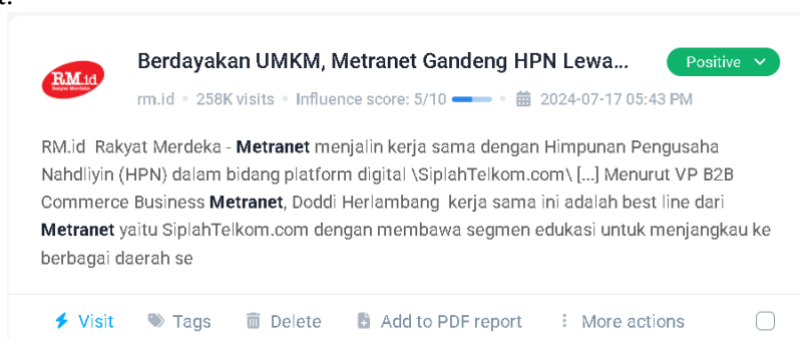 Berdayakan UMKM, Metranet Gandeng HPN Lewa...
Positive
RM.id
Rakyat Merdeka
rm.id • 258K visits • Influence score: 5/10 • 2024-07-17 05:43 PM
RM.id Rakyat Merdeka - Metranet menjalin kerja sama dengan Himpunan Pengusaha
Nahdliyin (HPN) dalam bidang platform digital \SiplahTelkom.com\ [...] Menurut VP B2B
Commerce Business Metranet, Doddi Herlambang kerja sama ini adalah best line dari
Metranet yaitu SiplahTelkom.com dengan membawa segmen edukasi untuk menjangkau ke
berbagai daerah se
Visit Tags Delete Add to PDF report More actions